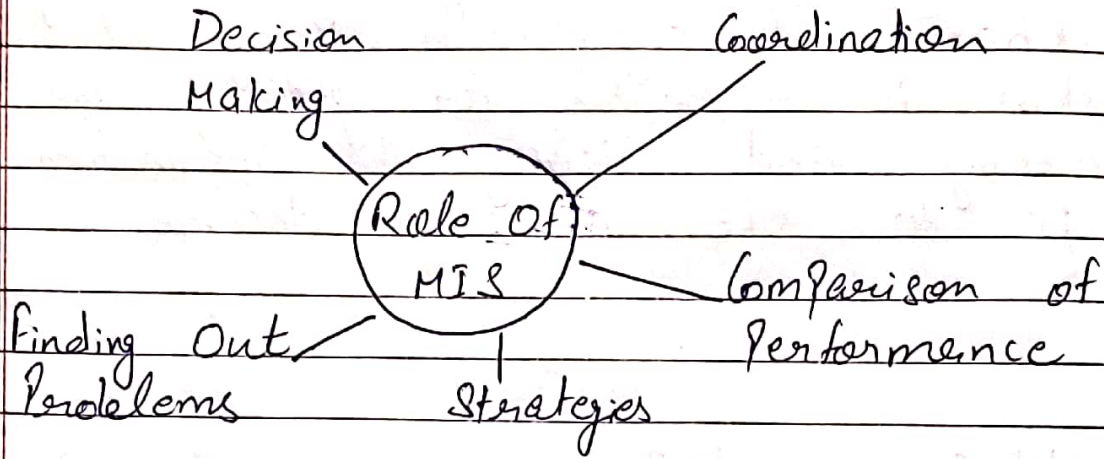 Decision
Making
Coordination
Role Of
MIS
Comparison of
Performance
Finding Out
Problems
Strategies